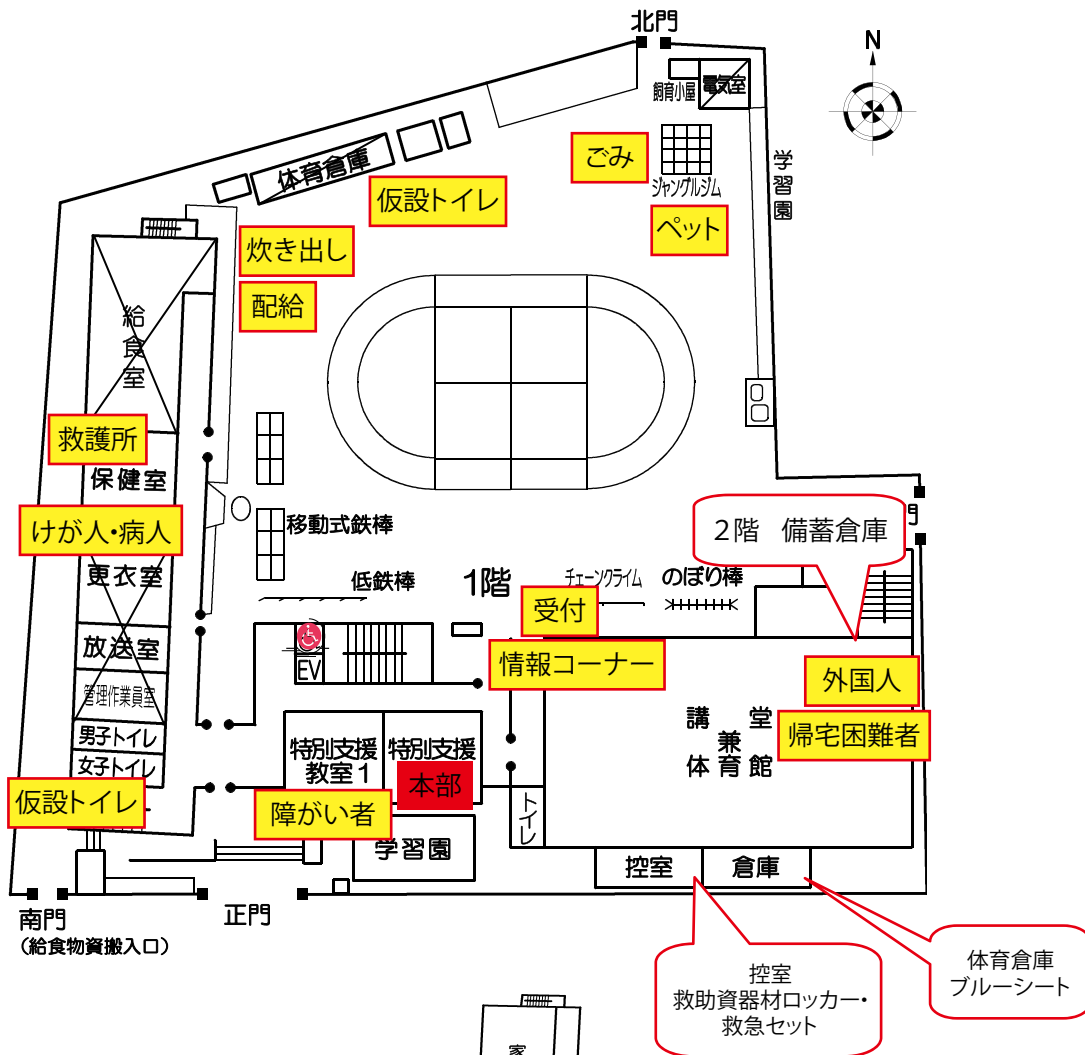 北門
N
飼育小屋
電気室
ごみ
ジャングルジム
学習園
体育倉庫
仮設トイレ
ペット
炊き出し
配給
給食室
救護所
保健室
けが人・病人
更衣室
移動式鉄棒
２階　備蓄倉庫
門
低鉄棒
1階
チェーンクライム
のぼり棒
受付
放送室
EV
情報コーナー
外国人
管理作業員室
男子トイレ
女子トイレ
特別支援
教室１
特別支援
本部
講堂
兼
体育館
帰宅困難者
仮設トイレ
障がい者
トイレ
学習園
控室
倉庫
南門
（給食物資搬入口）
正門
控室
救助資器材ロッカー・
救急セット
体育倉庫
ブルーシート
家